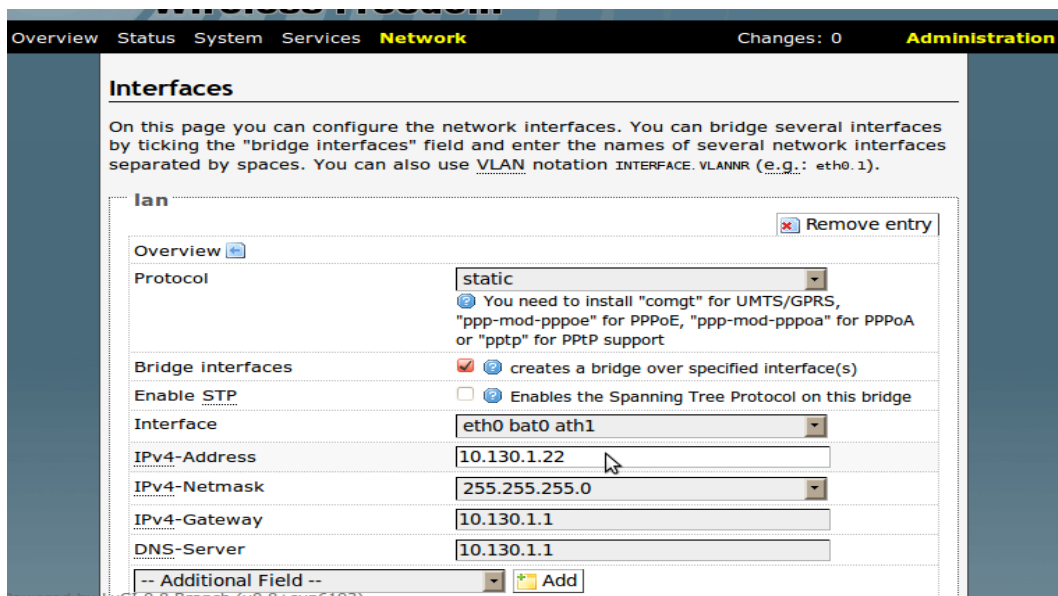 Wireless Freedom
Overview Status System Services Network Changes: 0 Administration
Interfaces
On this page you can configure the network interfaces. You can bridge several interfaces
by ticking the "bridge interfaces" field and enter the names of several network interfaces
separated by spaces. You can also use VLAN notation INTERFACE.VLANNR (e.g.: eth0.1).
lan
Remove entry
Overview
Protocol static
You need to install "comgt" for UMTS/GPRS,
"ppp-mod-pppoe" for PPPoE, "ppp-mod-pppoa" for PPPoA
or "pptp" for PPtP support
Bridge interfaces creates a bridge over specified interface(s)
Enable STP Enables the Spanning Tree Protocol on this bridge
Interface eth0 bat0 ath1
IPv4-Address 10.130.1.22
IPv4-Netmask 255.255.255.0
IPv4-Gateway 10.130.1.1
DNS-Server 10.130.1.1
-- Additional Field -- Add